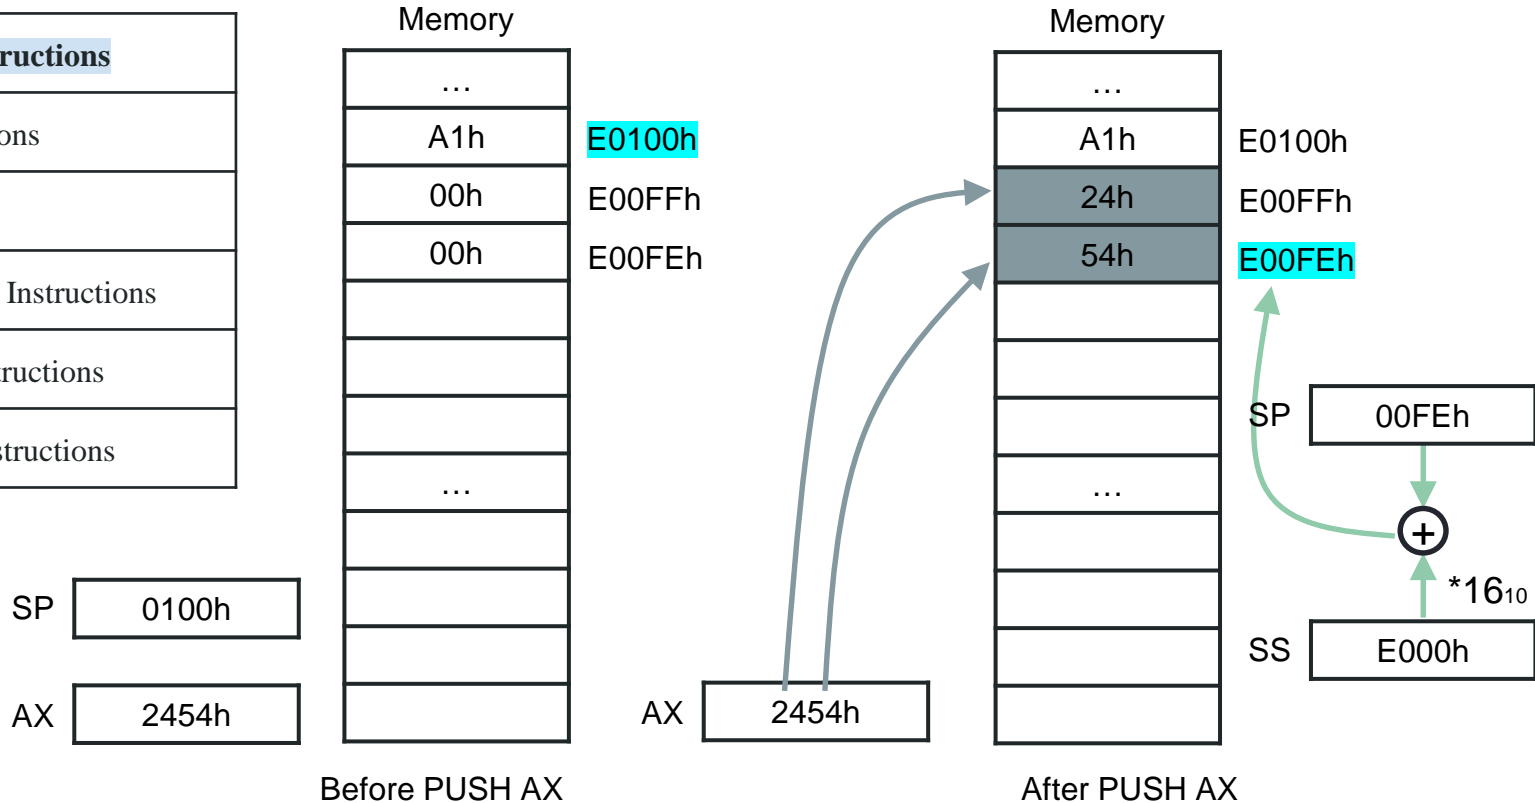 ructions
ons
Instructions
ructions
structions
SP 0100h
AX 2454h
Memory
…
A1h E0100h
00h E00FFh
00h E00FEh
…
Before PUSH AX
Memory
…
A1h E0100h
24h E00FFh
54h E00FEh
…
AX 2454h
After PUSH AX
SP 00FEh
+
*16₁₀
SS E000h